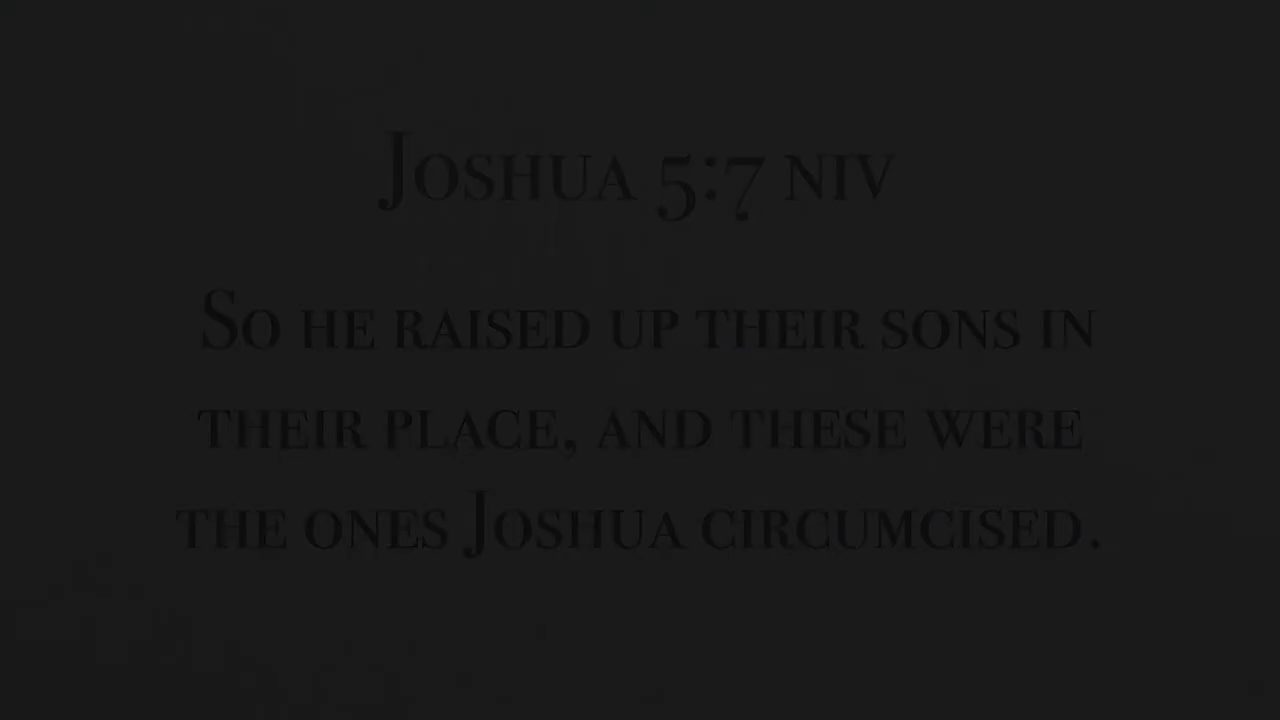 Joshua 5:7 NIV
So he raised up their sons in
their place, and these were
the ones Joshua circumcised.